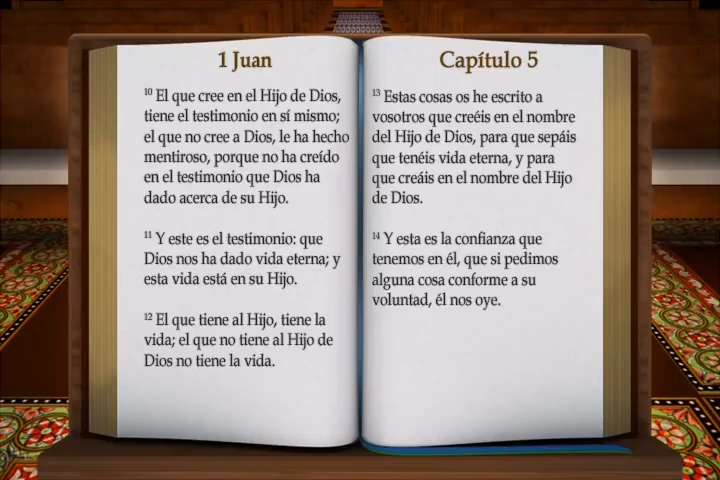 1 Juan
10 El que cree en el Hijo de Dios,
tiene el testimonio en sí mismo;
el que no cree a Dios, le ha hecho
mentiroso, porque no ha creído
en el testimonio que Dios ha
dado acerca de su Hijo.
11 Y este es el testimonio: que
Dios nos ha dado vida eterna; y
esta vida está en su Hijo.
12 El que tiene al Hijo, tiene la
vida; el que no tiene al Hijo de
Dios no tiene la vida.
Capítulo 5
13 Estas cosas os he escrito a
vosotros que creéis en el nombre
del Hijo de Dios, para que sepáis
que tenéis vida eterna, y para
que creáis en el nombre del Hijo
de Dios.
14 Y esta es la confianza que
tenemos en él, que si pedimos
alguna cosa conforme a su
voluntad, él nos oye.